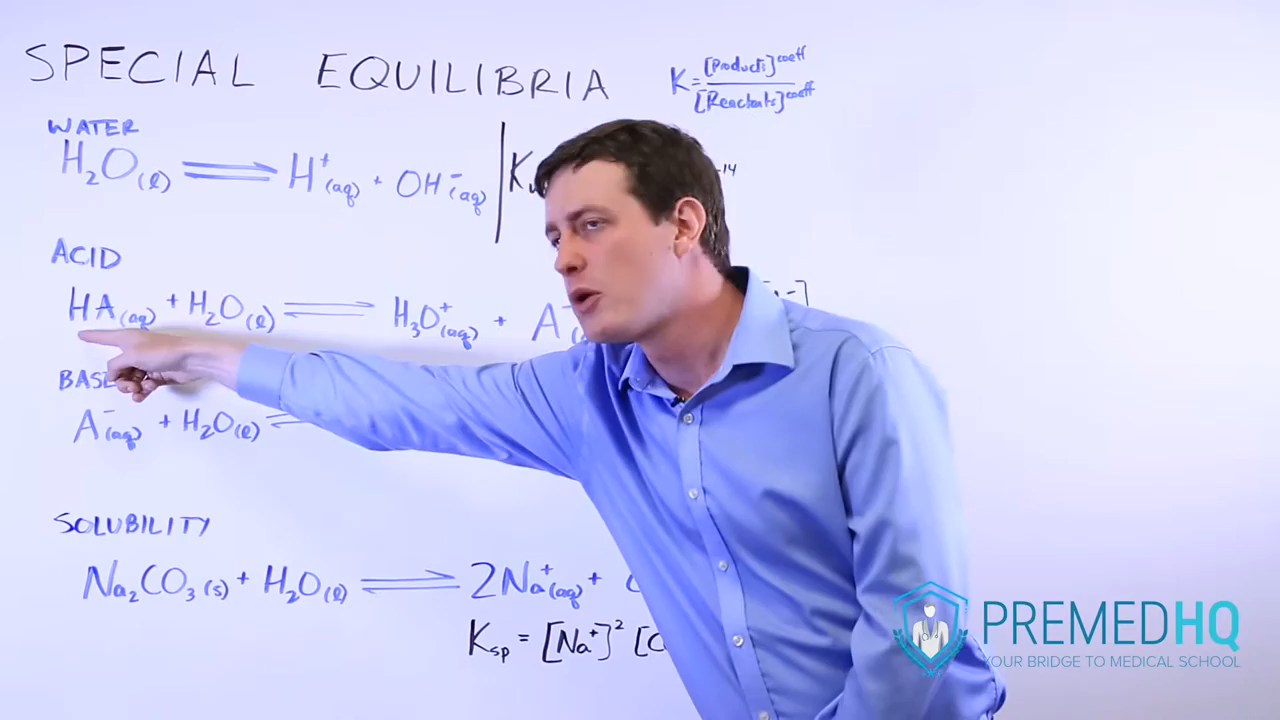 SPECIAL EQUILIBRIA
K = [Products]^coeff / [Reactants]^coeff
WATER
H₂O(l) ⇌ H⁺(aq) + OH⁻(aq) | K -14
ACID
HA(aq) + H₂O(l) ⇌ H₃O⁺(aq) + A⁻
BASE
A⁻(aq) + H₂O(l)
SOLUBILITY
Na₂CO₃(s) + H₂O(l) ⇌ 2Na⁺(aq) +
Ksp = [Na⁺]² [C
PREMEDHQ
YOUR BRIDGE TO MEDICAL SCHOOL